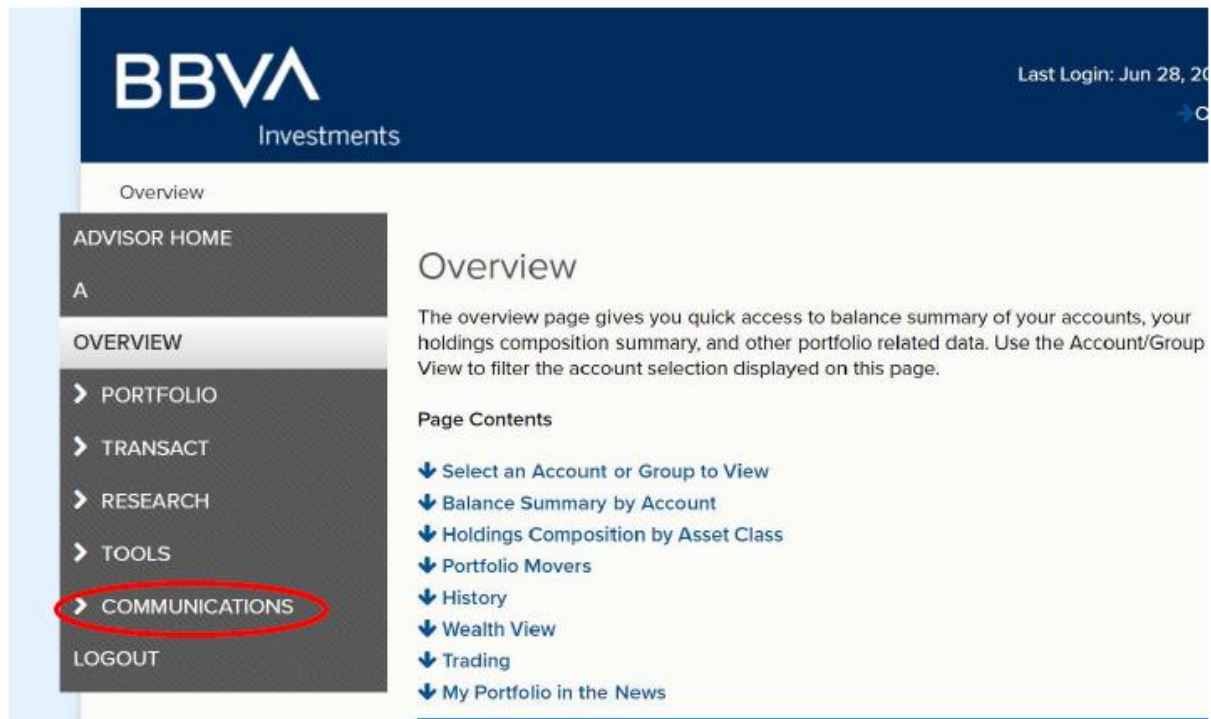 BBVA
Investments
Last Login: Jun 28, 20
Overview
ADVISOR HOME
A
OVERVIEW
PORTFOLIO
TRANSACT
RESEARCH
TOOLS
COMMUNICATIONS
LOGOUT
Overview
The overview page gives you quick access to balance summary of your accounts, your
holdings composition summary, and other portfolio related data. Use the Account/Group
View to filter the account selection displayed on this page.
Page Contents
Select an Account or Group to View
Balance Summary by Account
Holdings Composition by Asset Class
Portfolio Movers
History
Wealth View
Trading
My Portfolio in the News